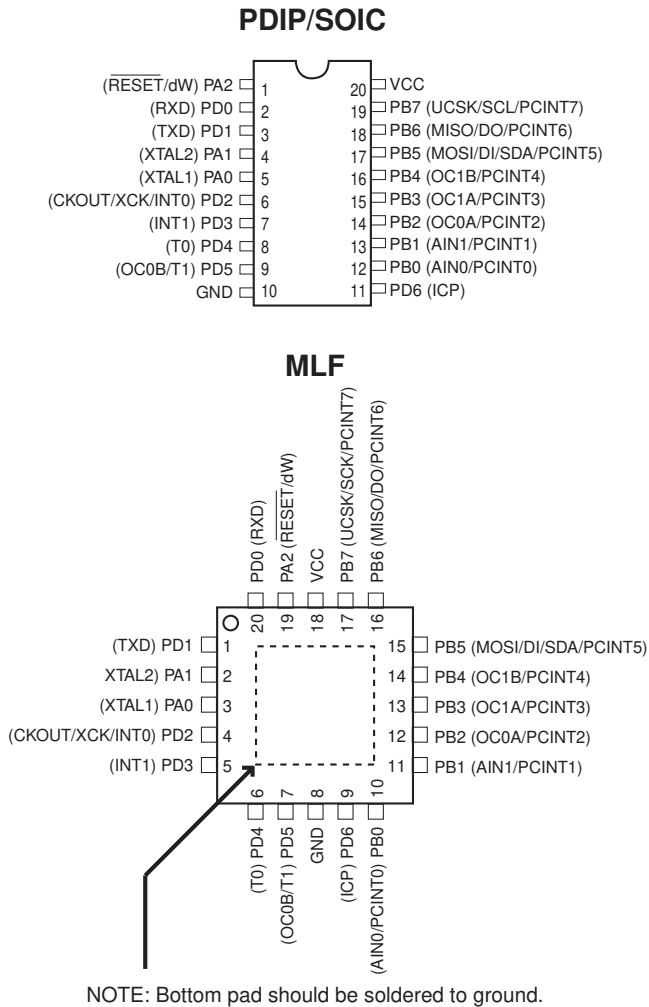 PDIP/SOIC
(RESET/dW) PA2 1 20 VCC
(RXD) PD0 2 19 PB7 (UCSK/SCL/PCINT7)
(TXD) PD1 3 18 PB6 (MISO/DO/PCINT6)
(XTAL2) PA1 4 17 PB5 (MOSI/DI/SDA/PCINT5)
(XTAL1) PA0 5 16 PB4 (OC1B/PCINT4)
(CKOUT/XCK/INT0) PD2 6 15 PB3 (OC1A/PCINT3)
(INT1) PD3 7 14 PB2 (OC0A/PCINT2)
(T0) PD4 8 13 PB1 (AIN1/PCINT1)
(OC0B/T1) PD5 9 12 PB0 (AIN0/PCINT0)
GND 10 11 PD6 (ICP)
MLF
PD0 (RXD)
PA2 (RESET/dW)
VCC
PB7 (UCSK/SCK/PCINT7)
PB6 (MISO/DO/PCINT6)
20 19 18 17 16
(TXD) PD1 1 15 PB5 (MOSI/DI/SDA/PCINT5)
XTAL2) PA1 2 14 PB4 (OC1B/PCINT4)
(XTAL1) PA0 3 13 PB3 (OC1A/PCINT3)
(CKOUT/XCK/INT0) PD2 4 12 PB2 (OC0A/PCINT2)
(INT1) PD3 5 11 PB1 (AIN1/PCINT1)
6 7 8 9 10
(T0) PD4
(OC0B/T1) PD5
GND
(ICP) PD6
(AIN0/PCINT0) PB0
NOTE: Bottom pad should be soldered to ground.